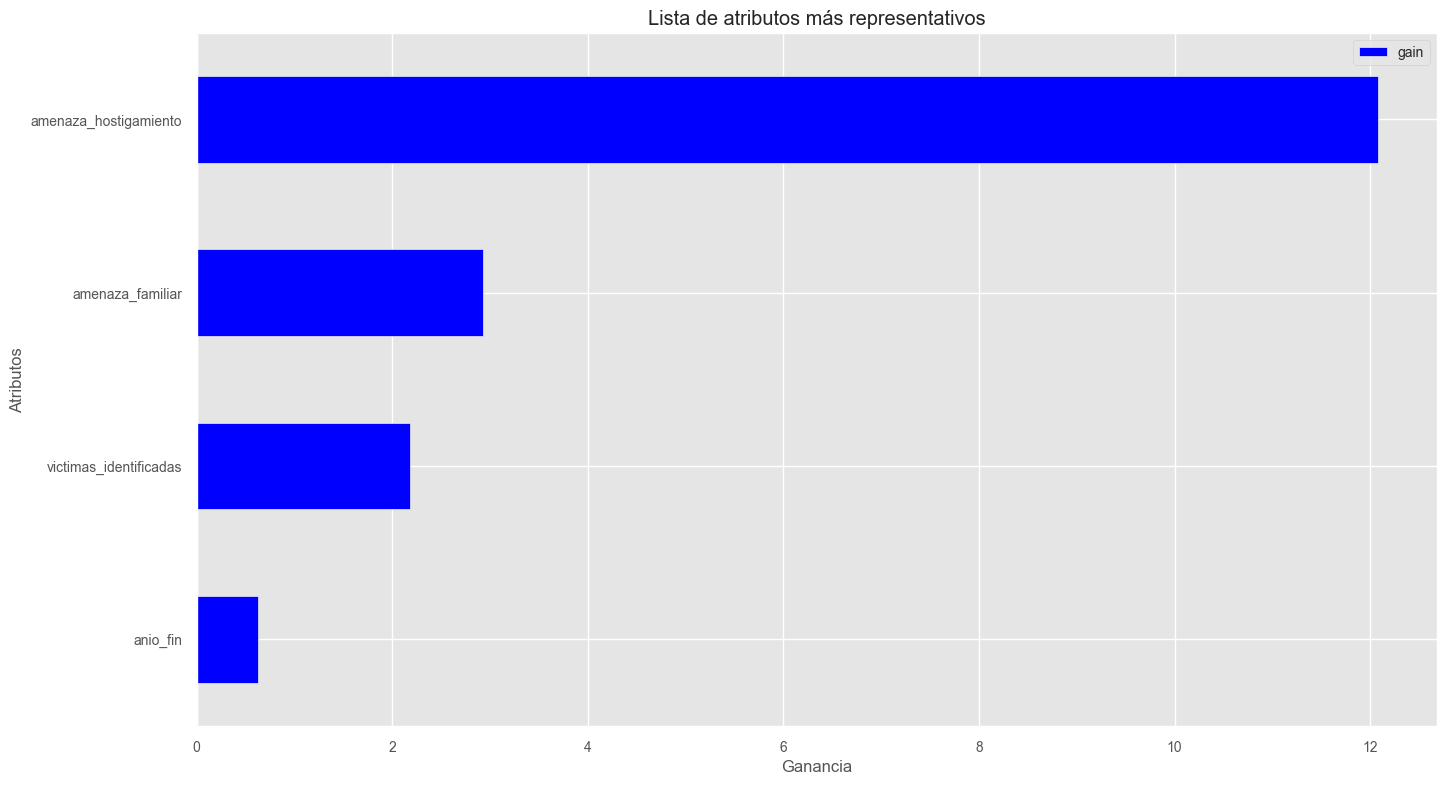 Lista de atributos más representativos
gain
amenaza_hostigamiento
amenaza_familiar
victimas_identificadas
anio_fin
Atributos
0 2 4 6 8 10 12
Ganancia